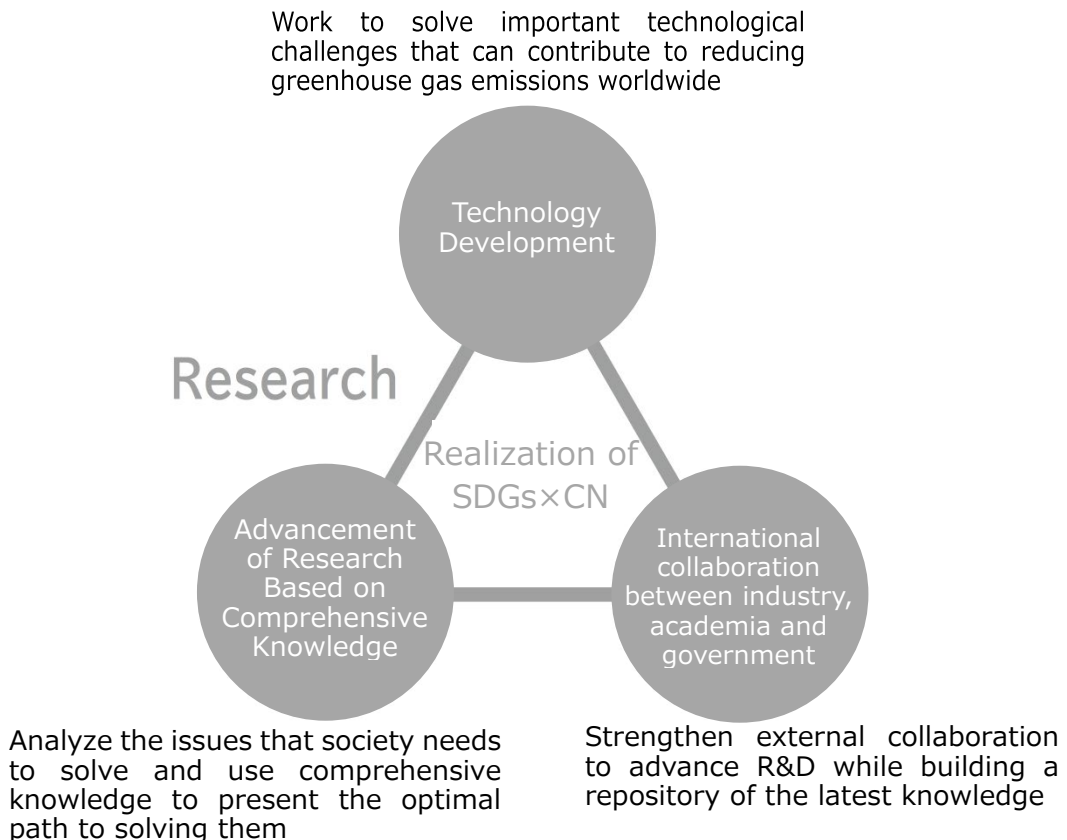 Work to solve important technological
challenges that can contribute to reducing
greenhouse gas emissions worldwide
Technology
Development
Research
Realization of
SDGs×CN
Advancement
of Research
Based on
Comprehensive
Knowledge
International
collaboration
between industry,
academia and
government
Analyze the issues that society needs
to solve and use comprehensive
knowledge to present the optimal
path to solving them
Strengthen external collaboration
to advance R&D while building a
repository of the latest knowledge